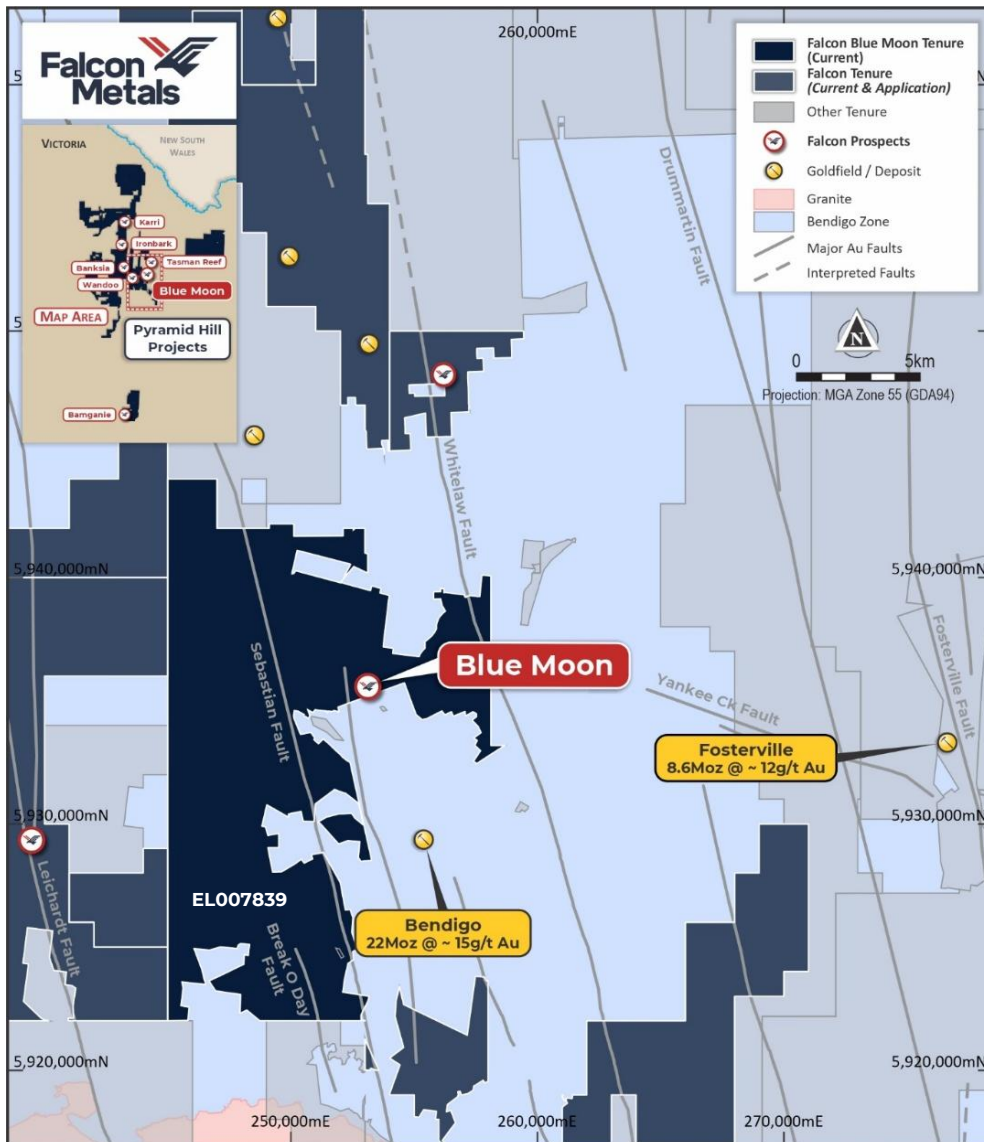 Falcon
Metals
VICTORIA
NEW SOUTH
WALES
Karri
Ironbark
Banksia
Tasman Reef
Wandoo
Blue Moon
MAP AREA
Pyramid Hill
Projects
Bamganie
260,000mE
Falcon Blue Moon Tenure
(Current)
Falcon Tenure
(Current & Application)
Other Tenure
Falcon Prospects
Goldfield / Deposit
Granite
Bendigo Zone
Major Au Faults
Interpreted Faults
N
0 5km
Projection: MGA Zone 55 (GDA94)
Drummartin Fault
Whitelaw Fault
5,940,000mN
5,940,000mN
Sebastian Fault
Blue Moon
Yankee Ck Fault
Fosterville Fault
Fosterville
8.6Moz @ ~ 12g/t Au
5,930,000mN
5,930,000mN
Leichardt Fault
EL007839
Bendigo
22Moz @ ~ 15g/t Au
Break O Day
Fault
5,920,000mN
5,920,000mN
250,000mE
260,000mE
270,000mE